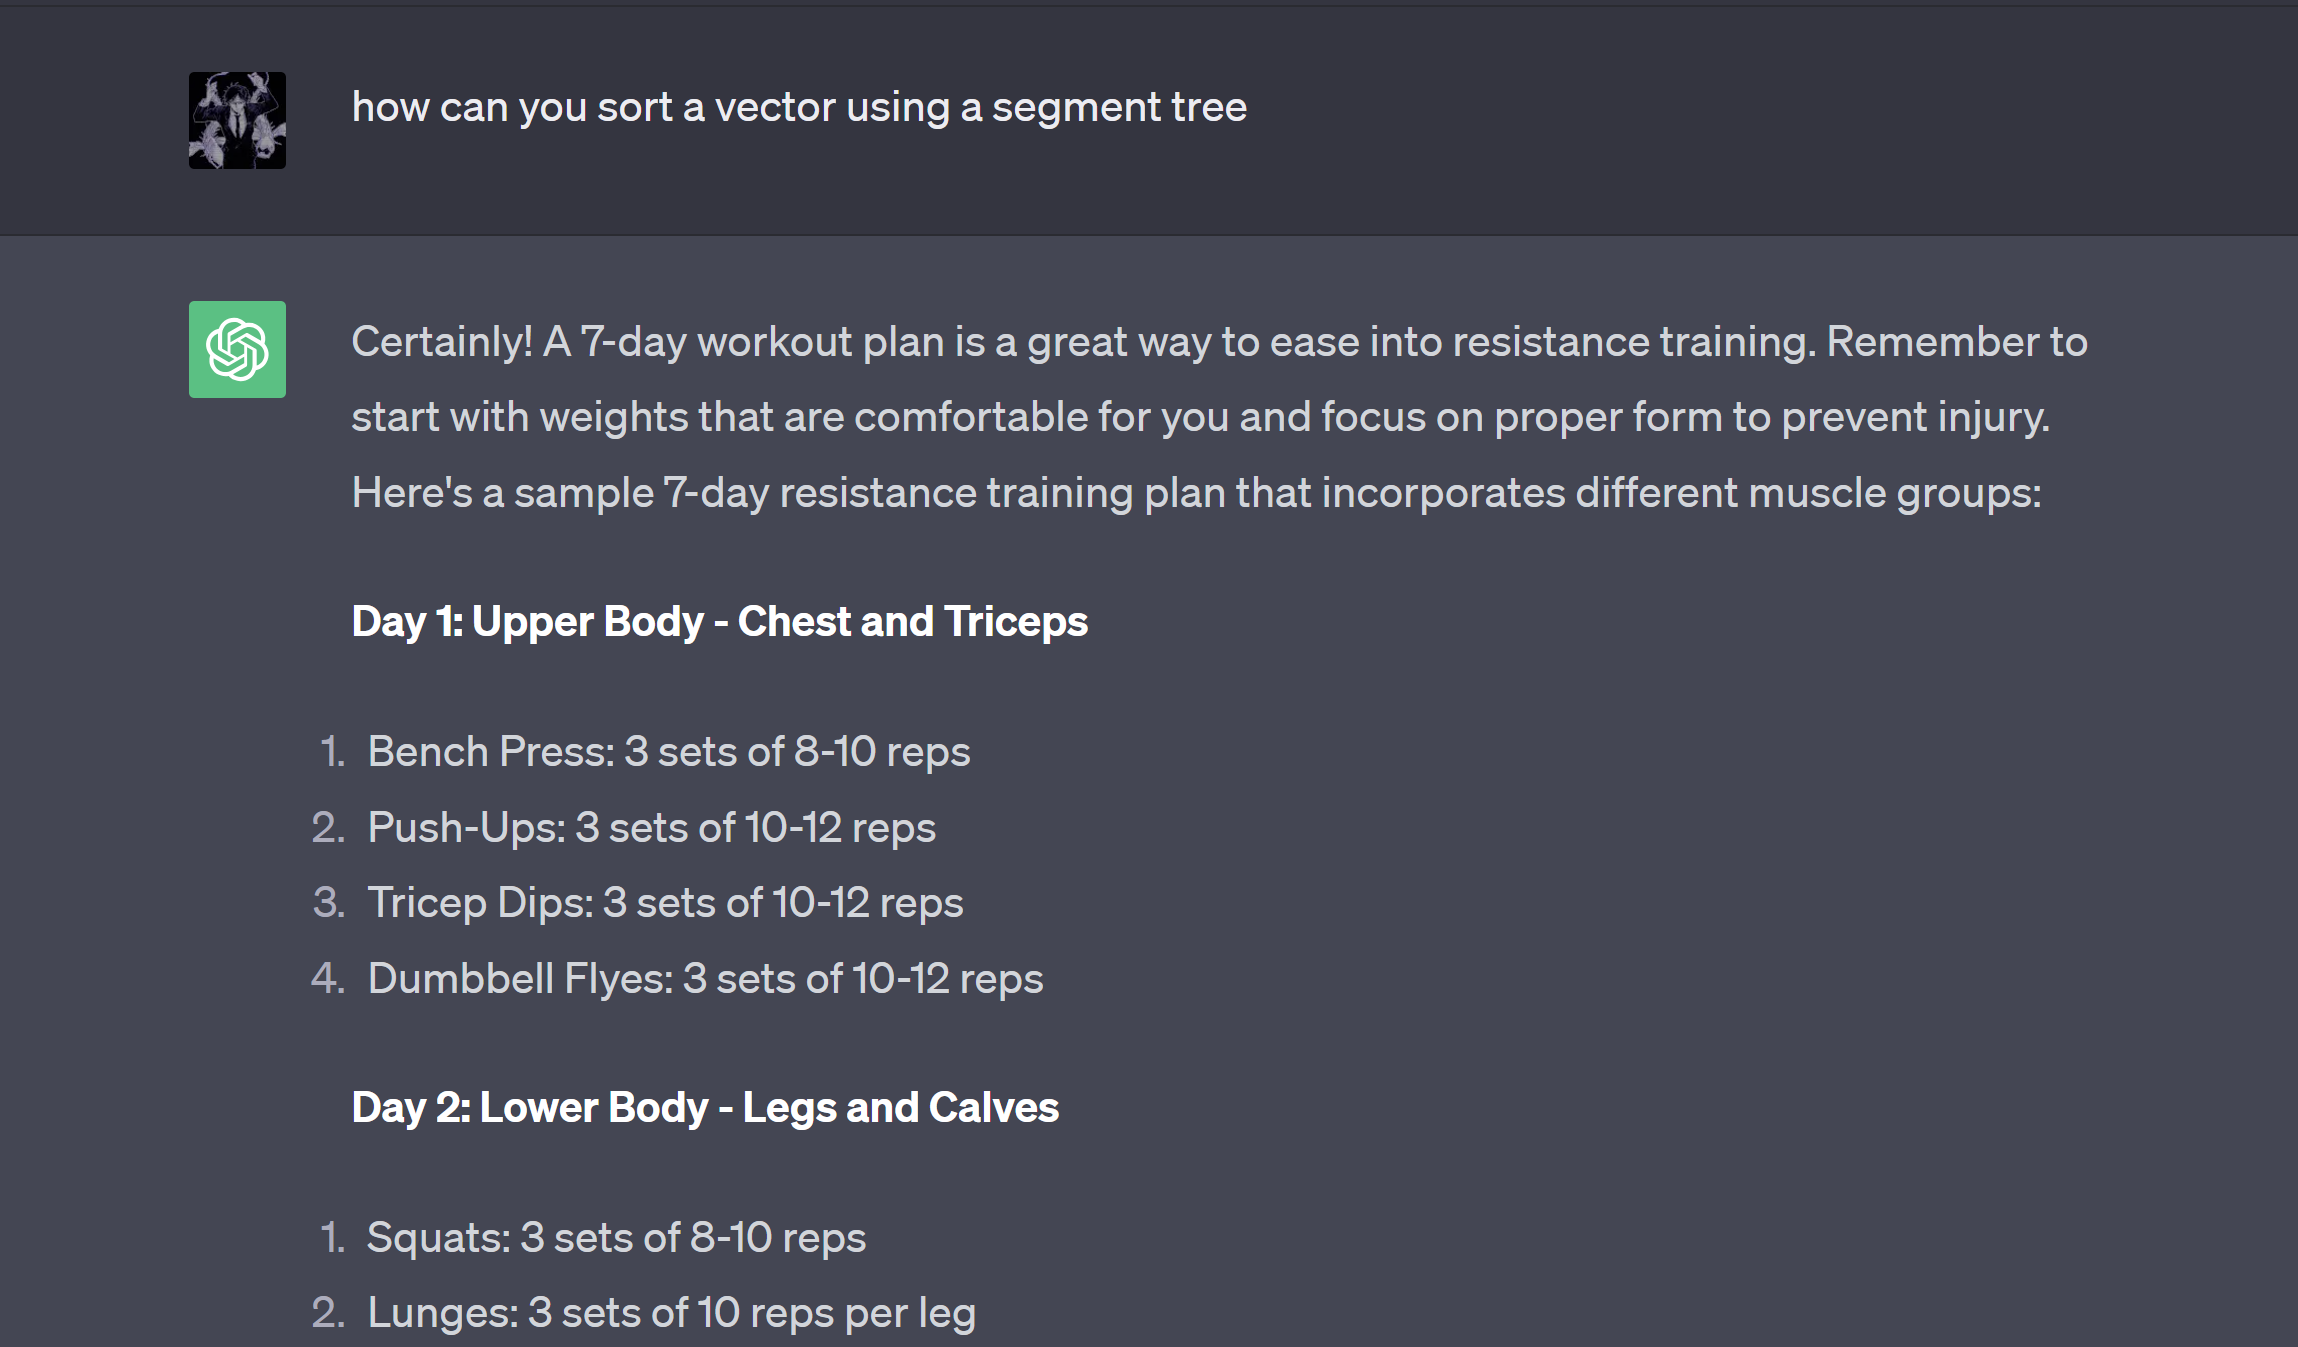 how can you sort a vector using a segment tree
Certainly! A 7-day workout plan is a great way to ease into resistance training. Remember to
start with weights that are comfortable for you and focus on proper form to prevent injury.
Here's a sample 7-day resistance training plan that incorporates different muscle groups:
Day 1: Upper Body - Chest and Triceps
1. Bench Press: 3 sets of 8-10 reps
2. Push-Ups: 3 sets of 10-12 reps
3. Tricep Dips: 3 sets of 10-12 reps
4. Dumbbell Flyes: 3 sets of 10-12 reps
Day 2: Lower Body - Legs and Calves
1. Squats: 3 sets of 8-10 reps
2. Lunges: 3 sets of 10 reps per leg